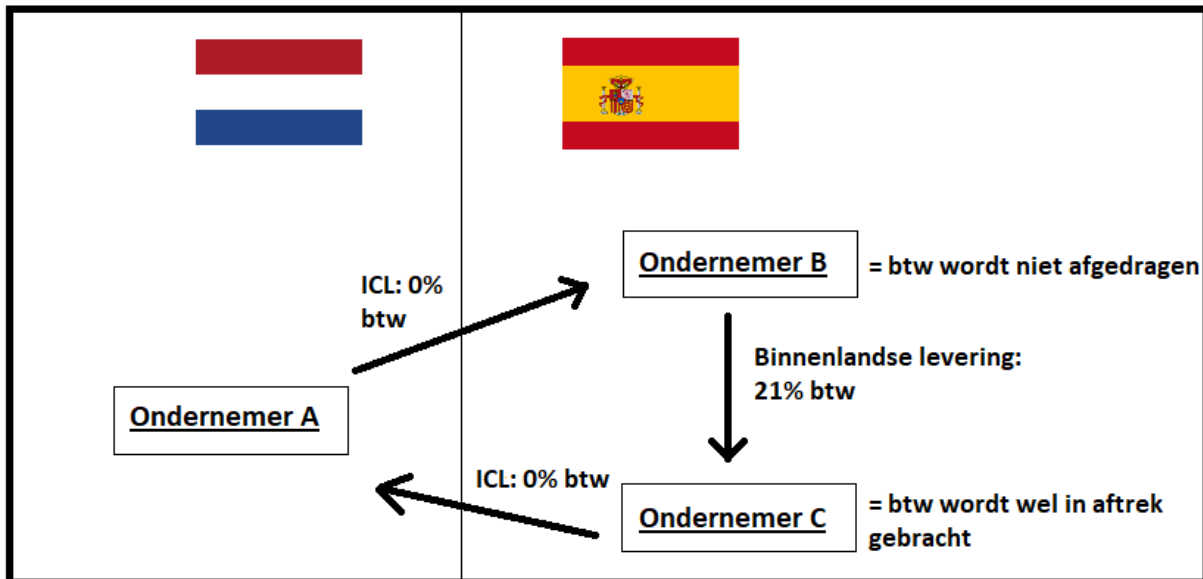 Ondernemer B
= btw wordt niet afgedragen
ICL: 0%
btw
Binnenlandse levering:
21% btw
Ondernemer A
ICL: 0% btw
Ondernemer C
= btw wordt wel in aftrek
gebracht